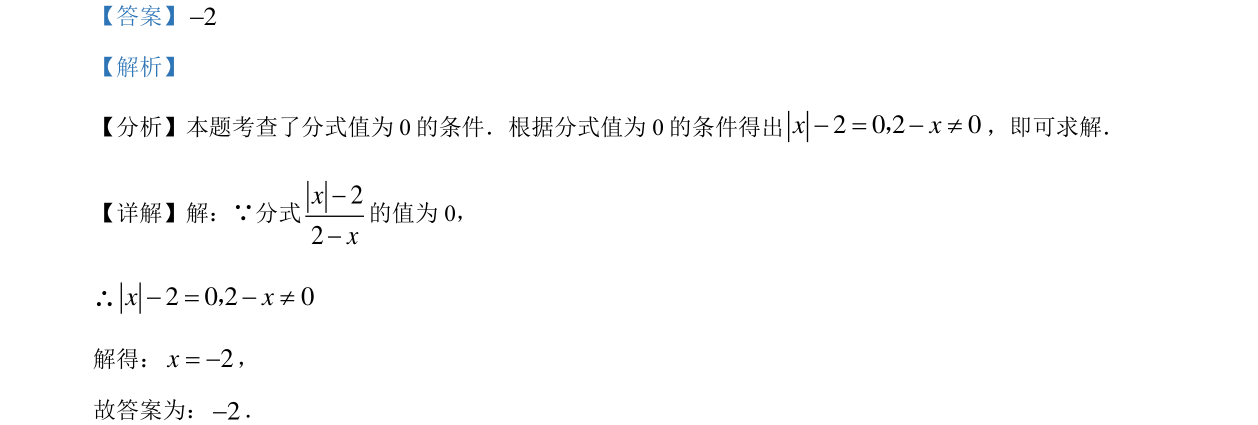 【答案】−2
【解析】
【分析】本题考查了分式值为 0 的条件．根据分式值为 0 的条件得出|x|−2=0,2−x≠0，即可求解．
【详解】解：∵分式$\frac{|x|-2}{2-x}$的值为 0，
∴|x|−2=0,2−x≠0
解得：x=−2，
故答案为：−2．